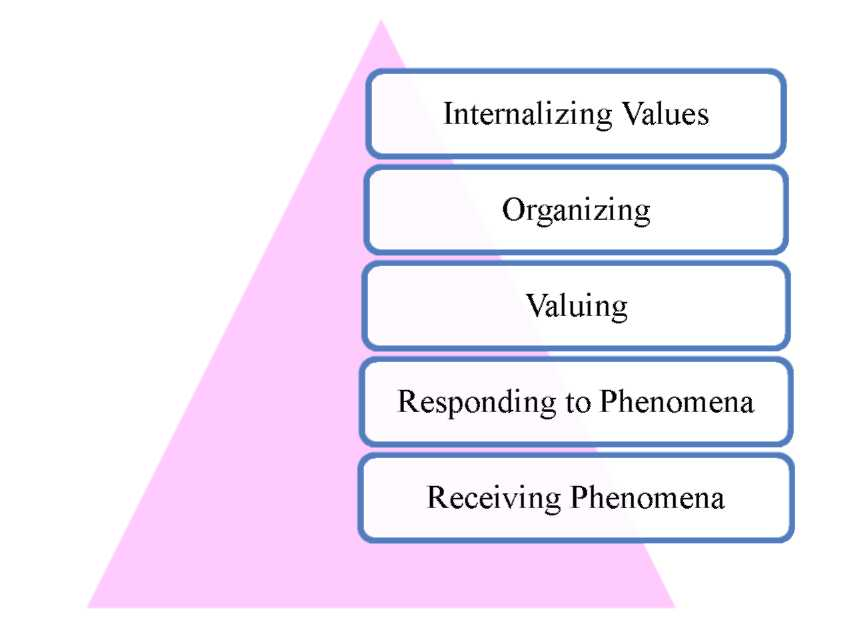 Internalizing Values
Organizing
Valuing
Responding to Phenomena
Receiving Phenomena